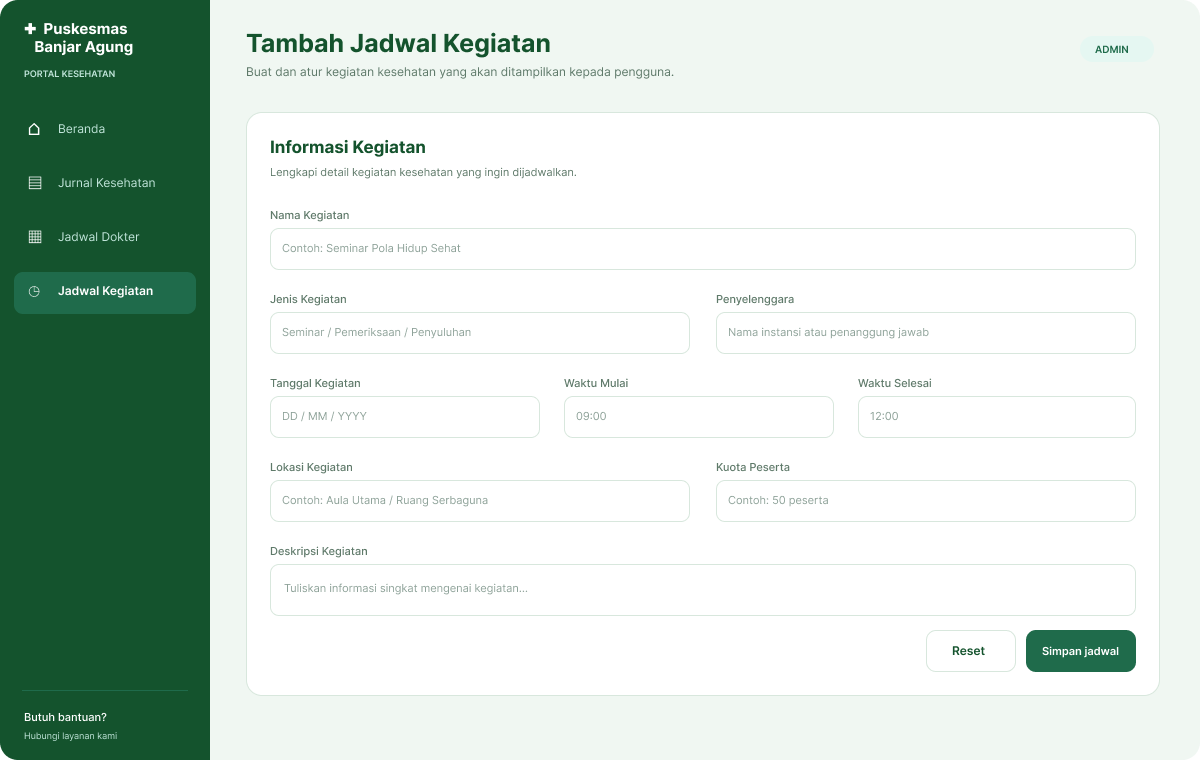 ✚ Puskesmas
Banjar Agung
PORTAL KESEHATAN
Beranda
Jurnal Kesehatan
Jadwal Dokter
Jadwal Kegiatan
Butuh bantuan?
Hubungi layanan kami
Tambah Jadwal Kegiatan
Buat dan atur kegiatan kesehatan yang akan ditampilkan kepada pengguna.
ADMIN
Informasi Kegiatan
Lengkapi detail kegiatan kesehatan yang ingin dijadwalkan.
Nama Kegiatan
Contoh: Seminar Pola Hidup Sehat
Jenis Kegiatan
Seminar / Pemeriksaan / Penyuluhan
Penyelenggara
Nama instansi atau penanggung jawab
Tanggal Kegiatan
DD / MM / YYYY
Waktu Mulai
09:00
Waktu Selesai
12:00
Lokasi Kegiatan
Contoh: Aula Utama / Ruang Serbaguna
Kuota Peserta
Contoh: 50 peserta
Deskripsi Kegiatan
Tuliskan informasi singkat mengenai kegiatan...
Reset
Simpan jadwal